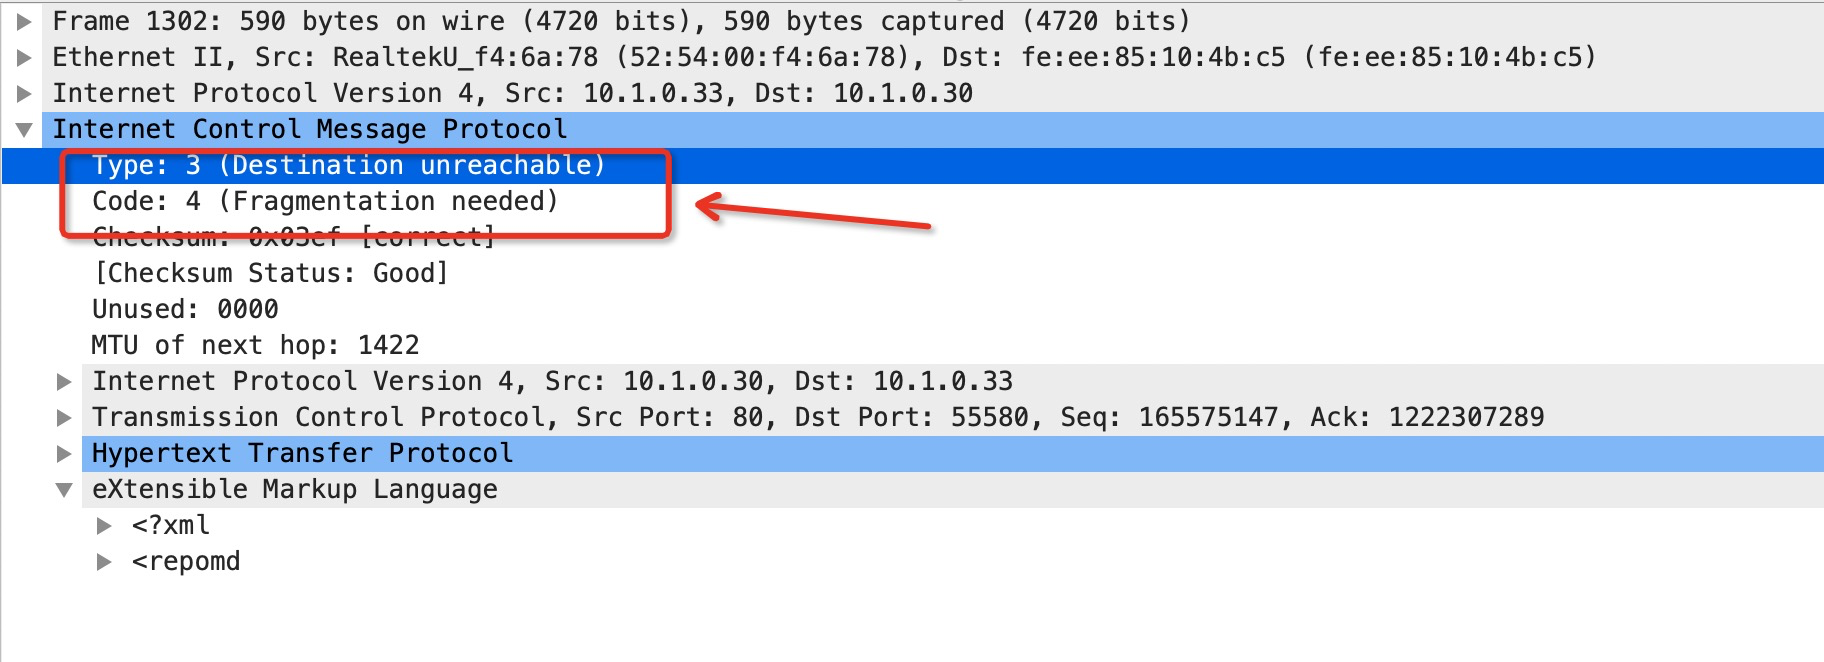 Frame 1302: 590 bytes on wire (4720 bits), 590 bytes captured (4720 bits)
Ethernet II, Src: RealtekU_f4:6a:78 (52:54:00:f4:6a:78), Dst: fe:ee:85:10:4b:c5 (fe:ee:85:10:4b:c5)
Internet Protocol Version 4, Src: 10.1.0.33, Dst: 10.1.0.30
Internet Control Message Protocol
Type: 3 (Destination unreachable)
Code: 4 (Fragmentation needed)
Checksum: 0x03ef [correct]
[Checksum Status: Good]
Unused: 0000
MTU of next hop: 1422
Internet Protocol Version 4, Src: 10.1.0.30, Dst: 10.1.0.33
Transmission Control Protocol, Src Port: 80, Dst Port: 55580, Seq: 165575147, Ack: 1222307289
Hypertext Transfer Protocol
eXtensible Markup Language
<?xml
<repomd